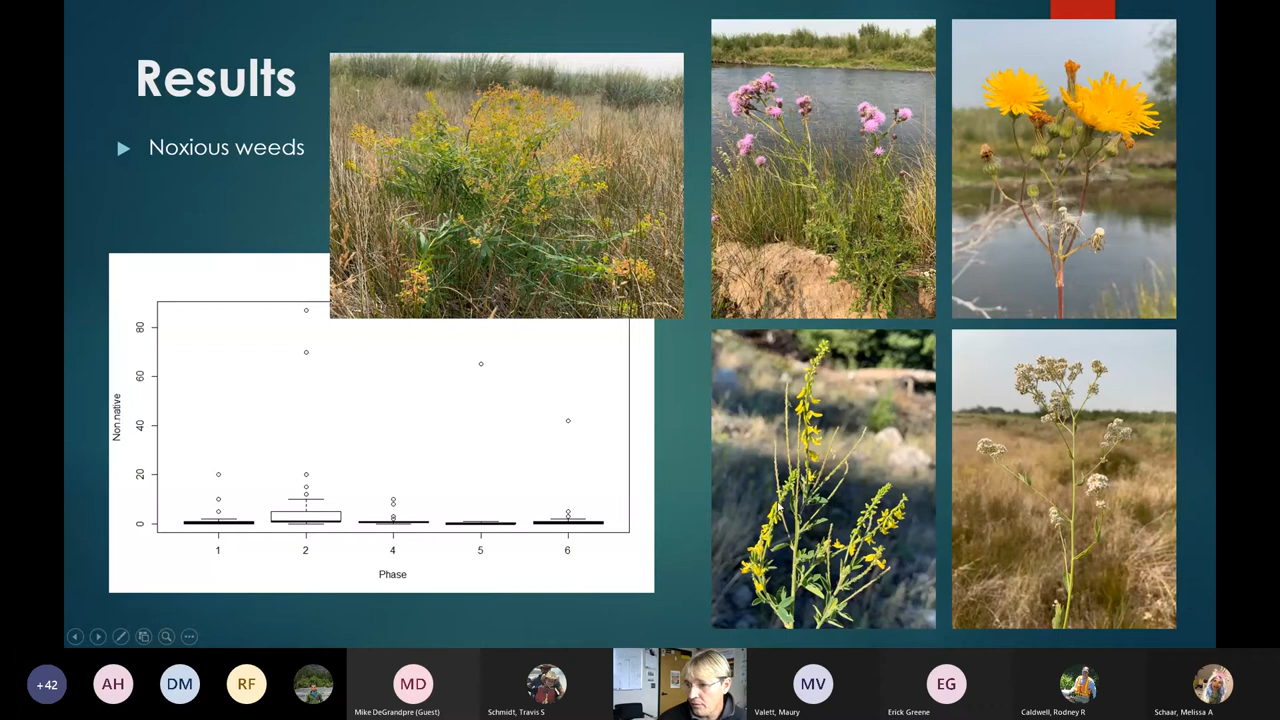 Results
Noxious weeds
Non.native
80
60
40
20
0
1 2 4 5 6
Phase
+42 AH DM RF MD MV EG
Mike DeGrandpre (Guest) Schmidt, Travis S Valett, Maury Erick Greene Caldwell, Rodney R Schaar, Melissa A